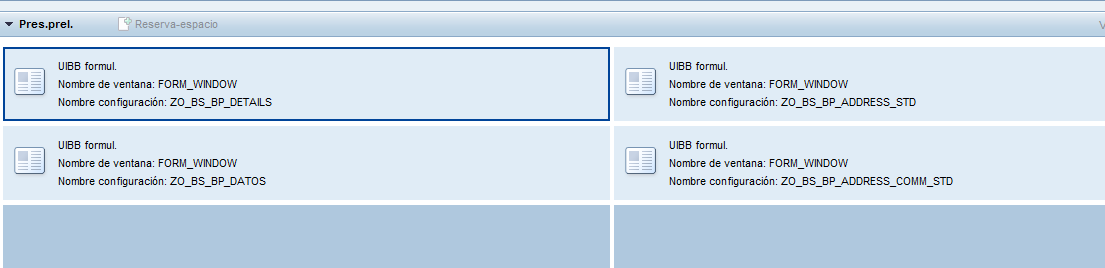 Pres.prel.
Reserva-espacio
UIBB formul.
Nombre de ventana: FORM_WINDOW
Nombre configuración: ZO_BS_BP_DETAILS
UIBB formul.
Nombre de ventana: FORM_WINDOW
Nombre configuración: ZO_BS_BP_ADDRESS_STD
UIBB formul.
Nombre de ventana: FORM_WINDOW
Nombre configuración: ZO_BS_BP_DATOS
UIBB formul.
Nombre de ventana: FORM_WINDOW
Nombre configuración: ZO_BS_BP_ADDRESS_COMM_STD